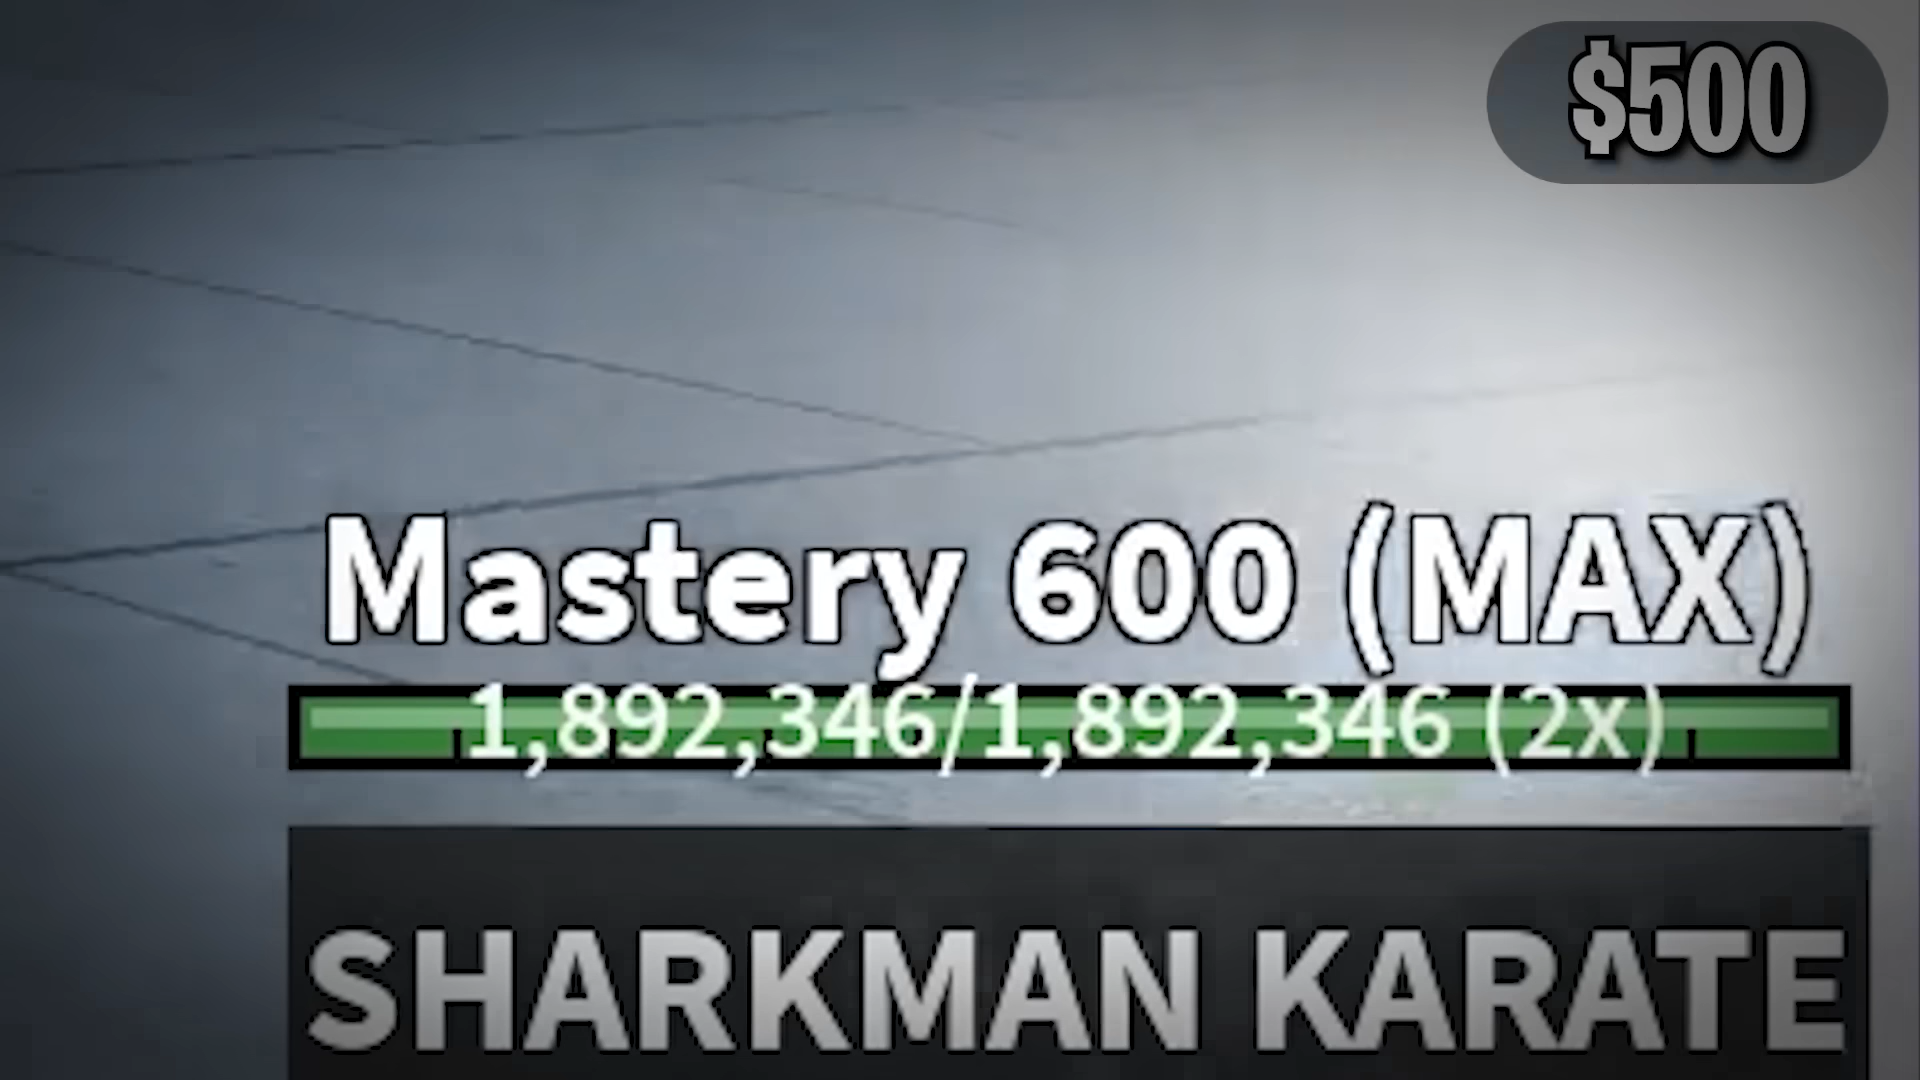 $500
Mastery 600 (MAX)
1,892,346/1,892,346 (2x)
SHARKMAN KARATE